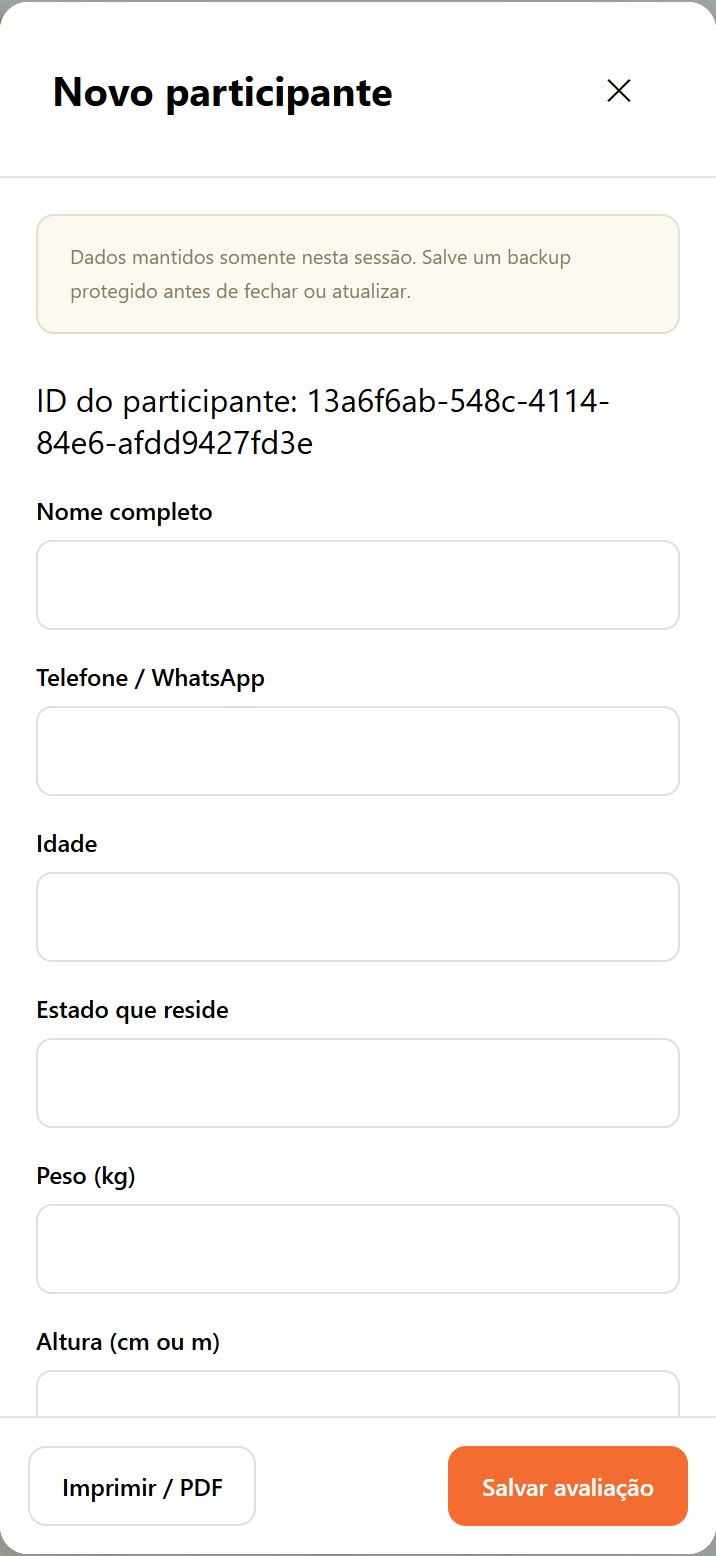 Novo participante
Dados mantidos somente nesta sessão. Salve um backup
protegido antes de fechar ou atualizar.
ID do participante: 13a6f6ab-548c-4114-
84e6-afdd9427fd3e
Nome completo
Telefone / WhatsApp
Idade
Estado que reside
Peso (kg)
Altura (cm ou m)
Imprimir / PDF
Salvar avaliação